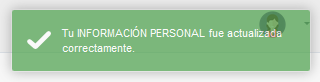 Tu INFORMACIÓN PERSONAL fue actualizada
correctamente.